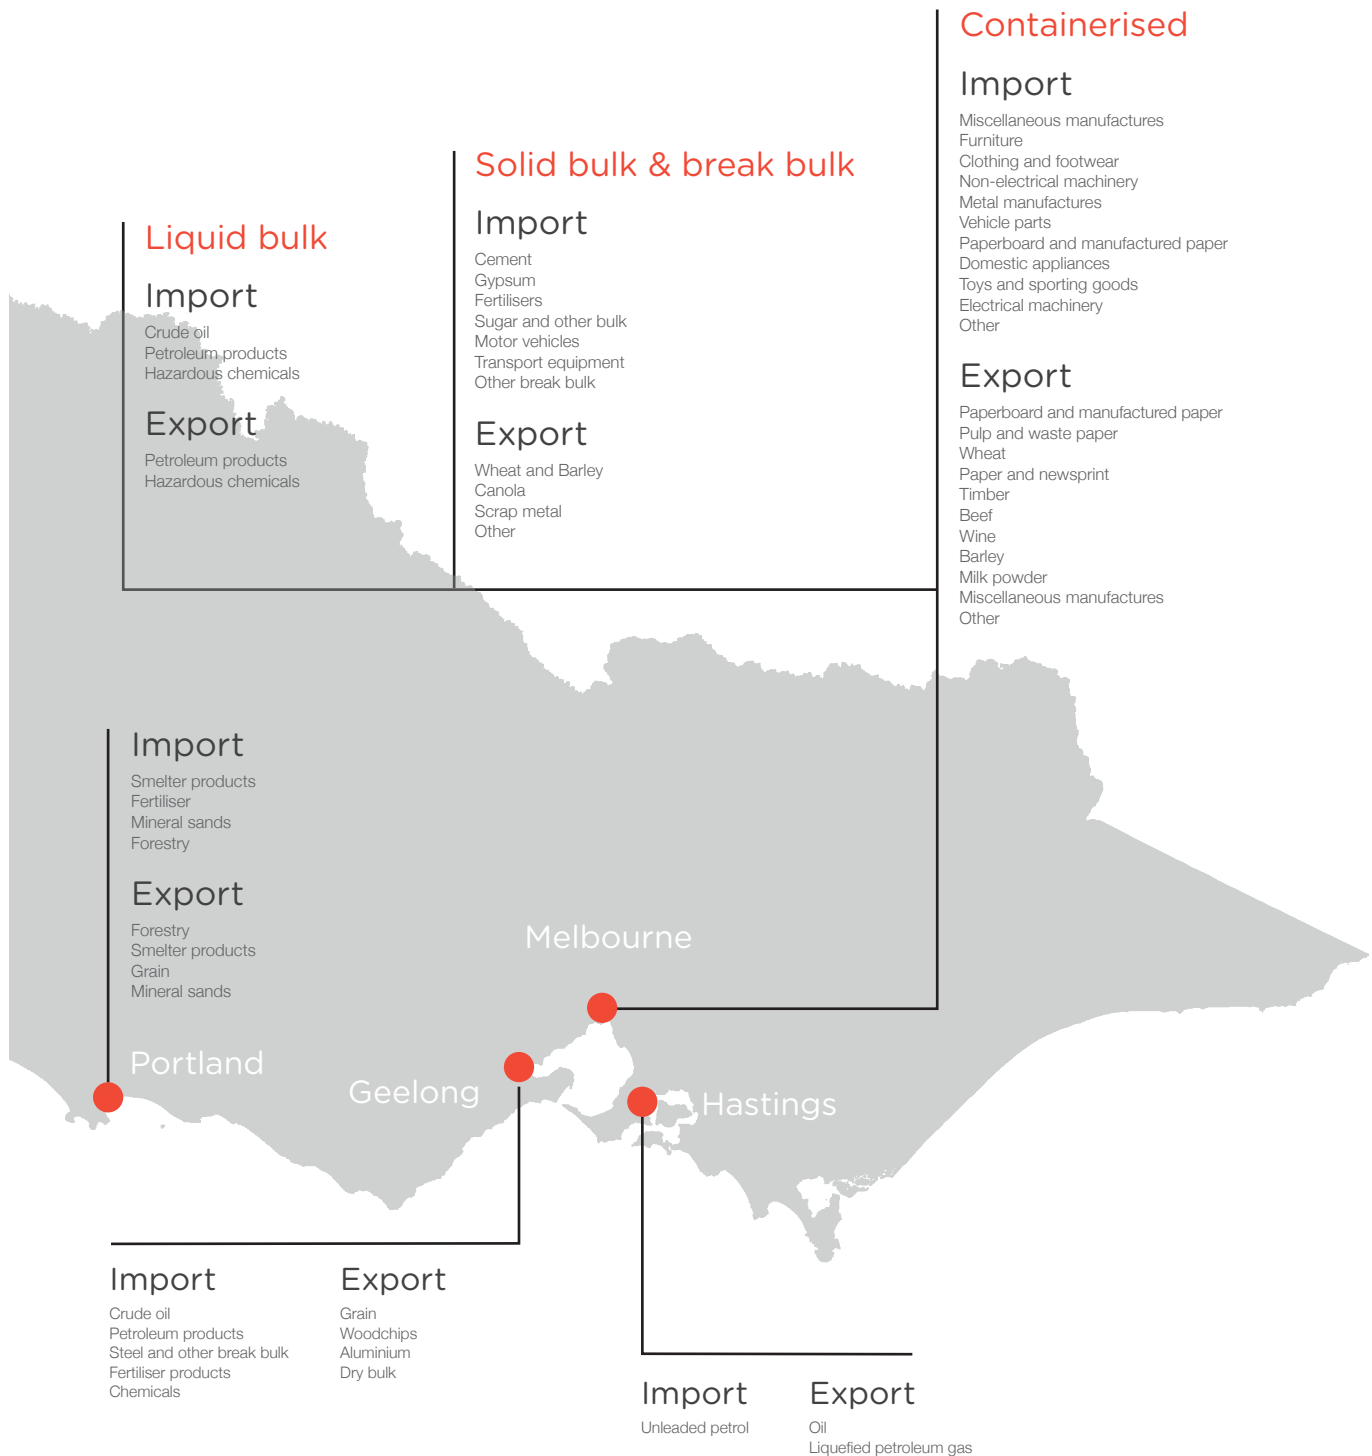 Containerised
Import
Miscellaneous manufactures
Furniture
Clothing and footwear
Non-electrical machinery
Metal manufactures
Vehicle parts
Paperboard and manufactured paper
Domestic appliances
Toys and sporting goods
Electrical machinery
Other
Export
Paperboard and manufactured paper
Pulp and waste paper
Wheat
Paper and newsprint
Timber
Beef
Wine
Barley
Milk powder
Miscellaneous manufactures
Other
Solid bulk & break bulk
Import
Cement
Gypsum
Fertilisers
Sugar and other bulk
Motor vehicles
Transport equipment
Other break bulk
Export
Wheat and Barley
Canola
Scrap metal
Other
Liquid bulk
Import
Crude oil
Petroleum products
Hazardous chemicals
Export
Petroleum products
Hazardous chemicals
Import
Smelter products
Fertiliser
Mineral sands
Forestry
Export
Forestry
Smelter products
Grain
Mineral sands
Melbourne
Portland
Geelong
Hastings
Import
Crude oil
Petroleum products
Steel and other break bulk
Fertiliser products
Chemicals
Export
Grain
Woodchips
Aluminium
Dry bulk
Import
Unleaded petrol
Export
Oil
Liquefied petroleum gas